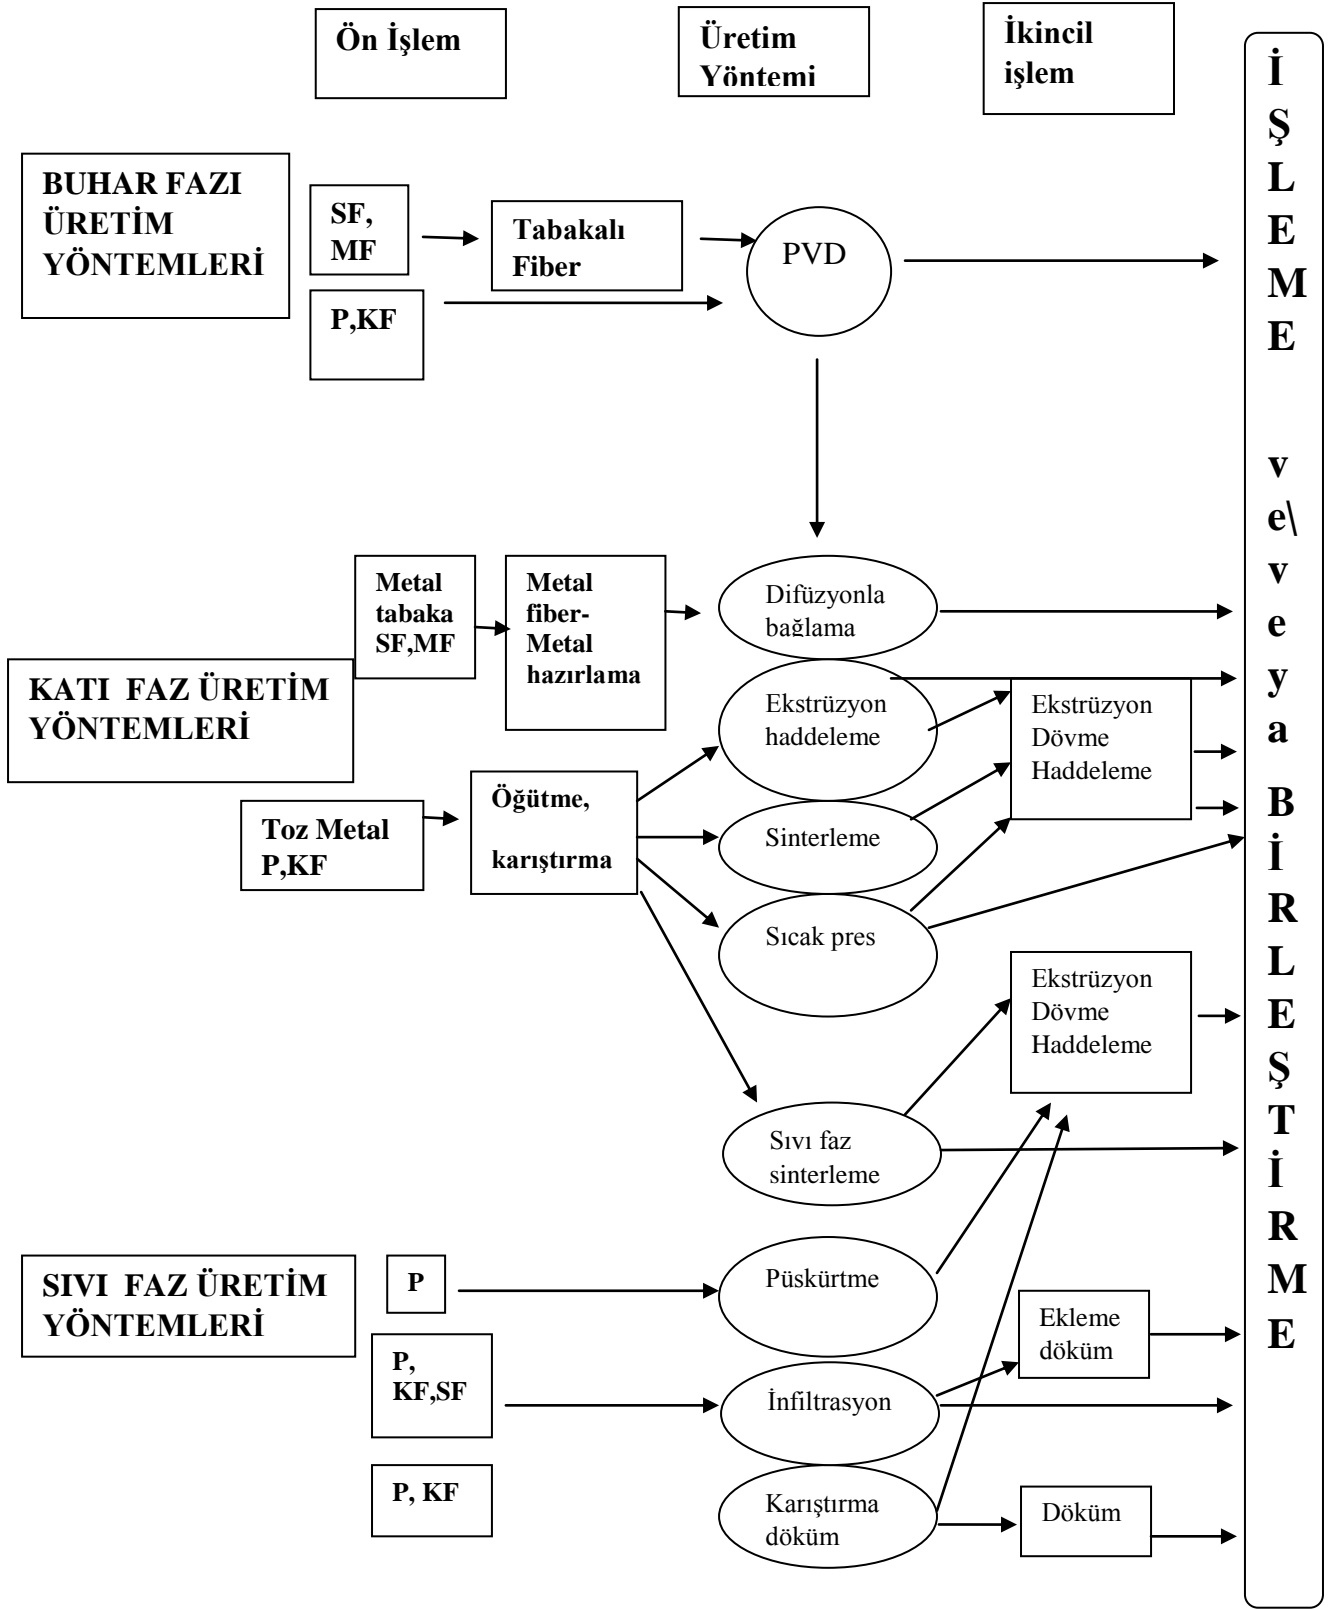 Ön İşlem
Üretim
Yöntemi
İkincil
işlem
BUHAR FAZI
ÜRETİM
YÖNTEMLERİ
SF,
MF
Tabakalı
Fiber
PVD
P,KF
Metal
tabaka
SF,MF
Metal
fiber-
Metal
hazırlama
Difüzyonla
bağlama
KATI  FAZ ÜRETİM
YÖNTEMLERİ
Ekstrüzyon
haddeleme
Ekstrüzyon
Dövme
Haddeleme
Toz Metal
P,KF
Öğütme,
karıştırma
Sinterleme
Sıcak pres
Ekstrüzyon
Dövme
Haddeleme
Sıvı faz
sinterleme
SIVI  FAZ ÜRETİM
YÖNTEMLERİ
P
Püskürtme
P,
KF,SF
İnfiltrasyon
Ekleme
döküm
P, KF
Karıştırma
döküm
Döküm
İ
Ş
L
E
M
E
v
e\
v
e
y
a
B
İ
R
L
E
Ş
T
İ
R
M
E